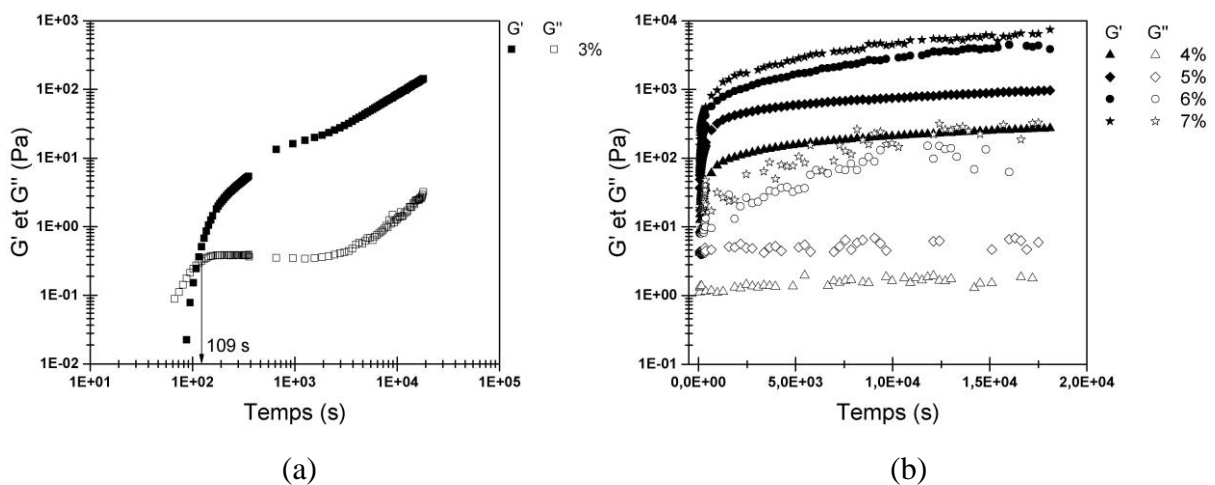 G' et G'' (Pa)
1E+03
1E+02
1E+01
1E+00
1E-01
1E-02
1E+01
1E+02
1E+03
1E+04
1E+05
Temps (s)
109 s
G' G''
3%
(a)
G' et G'' (Pa)
1E+04
1E+03
1E+02
1E+01
1E+00
1E-01
0,0E+00
5,0E+03
1,0E+04
1,5E+04
2,0E+04
Temps (s)
G' G''
4%
5%
6%
7%
(b)